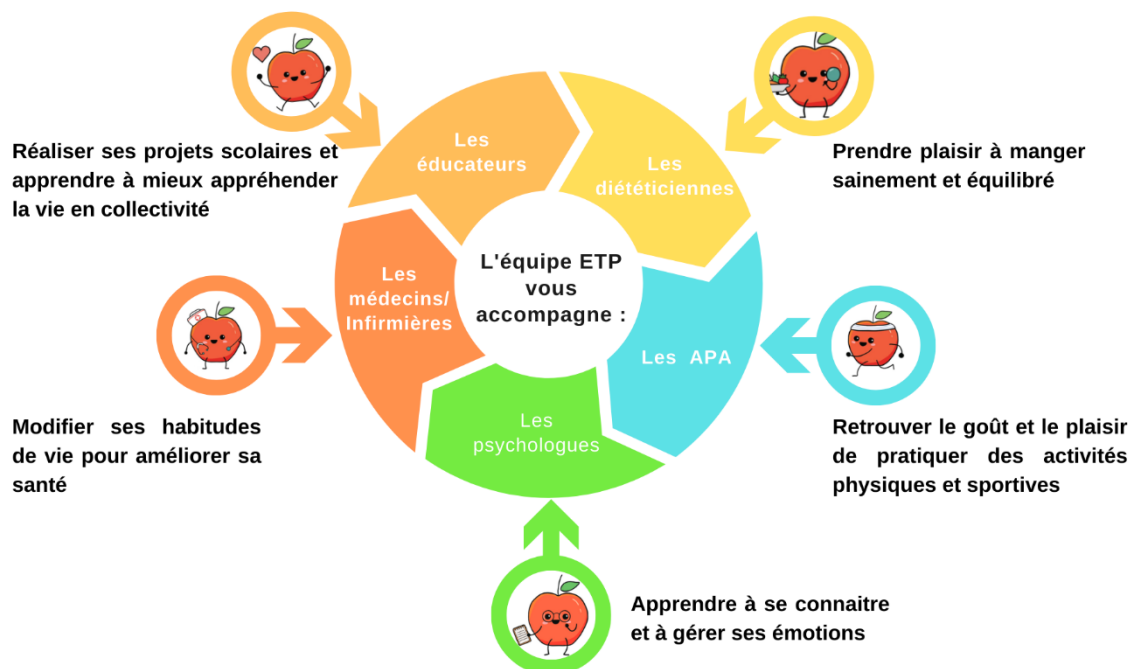 Les
éducateurs
Les
diététiciennes
Réaliser ses projets scolaires et
apprendre à mieux appréhender
la vie en collectivité
Prendre plaisir à manger
sainement et équilibré
L'équipe ETP
vous
accompagne :
Les
médecins/
Infirmières
Les APA
Les
psychologues
Modifier ses habitudes
de vie pour améliorer sa
santé
Retrouver le goût et le plaisir
de pratiquer des activités
physiques et sportives
Apprendre à se connaitre
et à gérer ses émotions